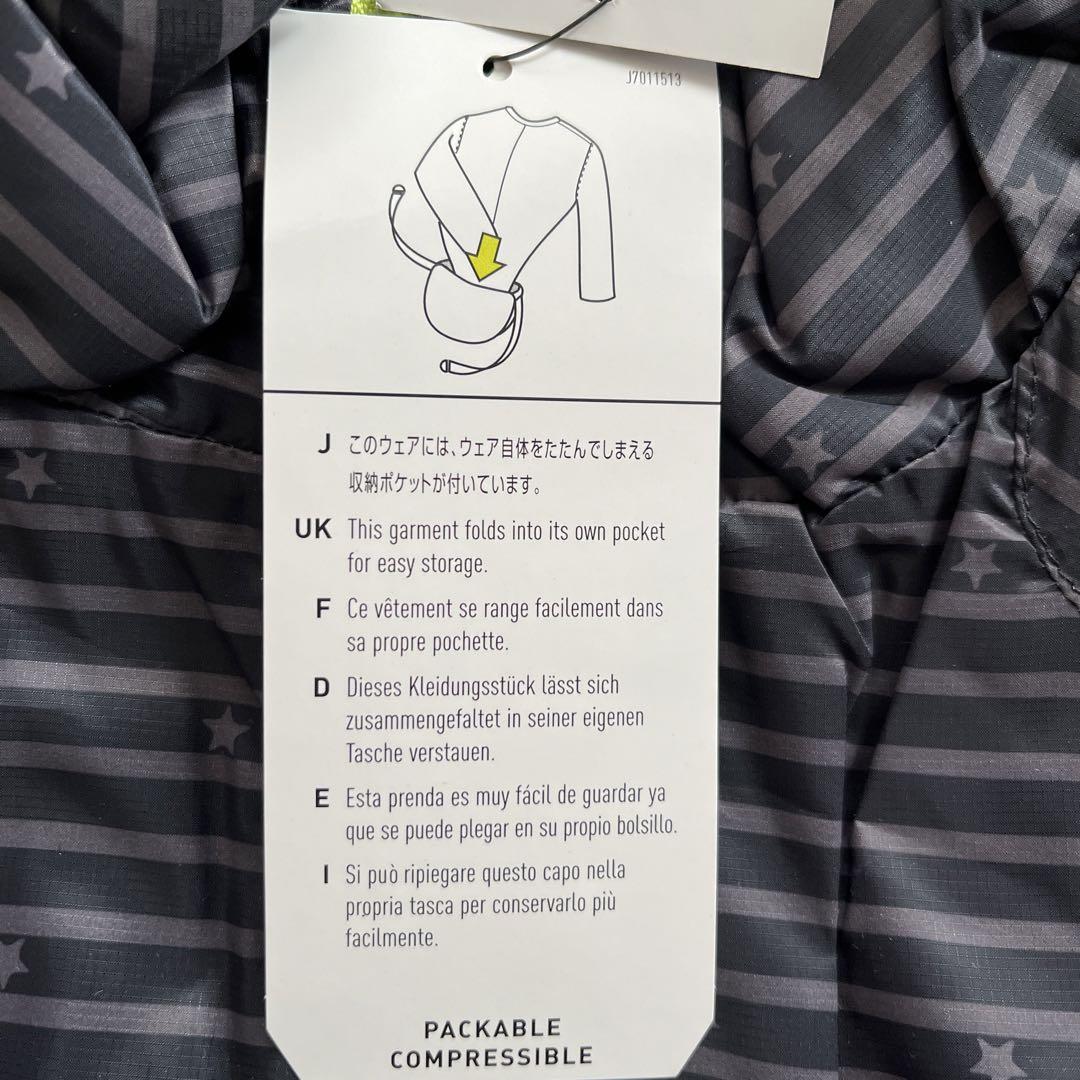 J7011513
J このウェアには、ウェア自体をたたんでしまえる
収納ポケットが付いています。
UK This garment folds into its own pocket
for easy storage.
F Ce vêtement se range facilement dans
sa propre pochette.
D Dieses Kleidungsstück lässt sich
zusammengefaltet in seiner eigenen
Tasche verstauen.
E Esta prenda es muy fácil de guardar ya
que se puede plegar en su propio bolsillo.
I Si può ripiegare questo capo nella
propria tasca per conservarlo più
facilmente.
PACKABLE
COMPRESSIBLE